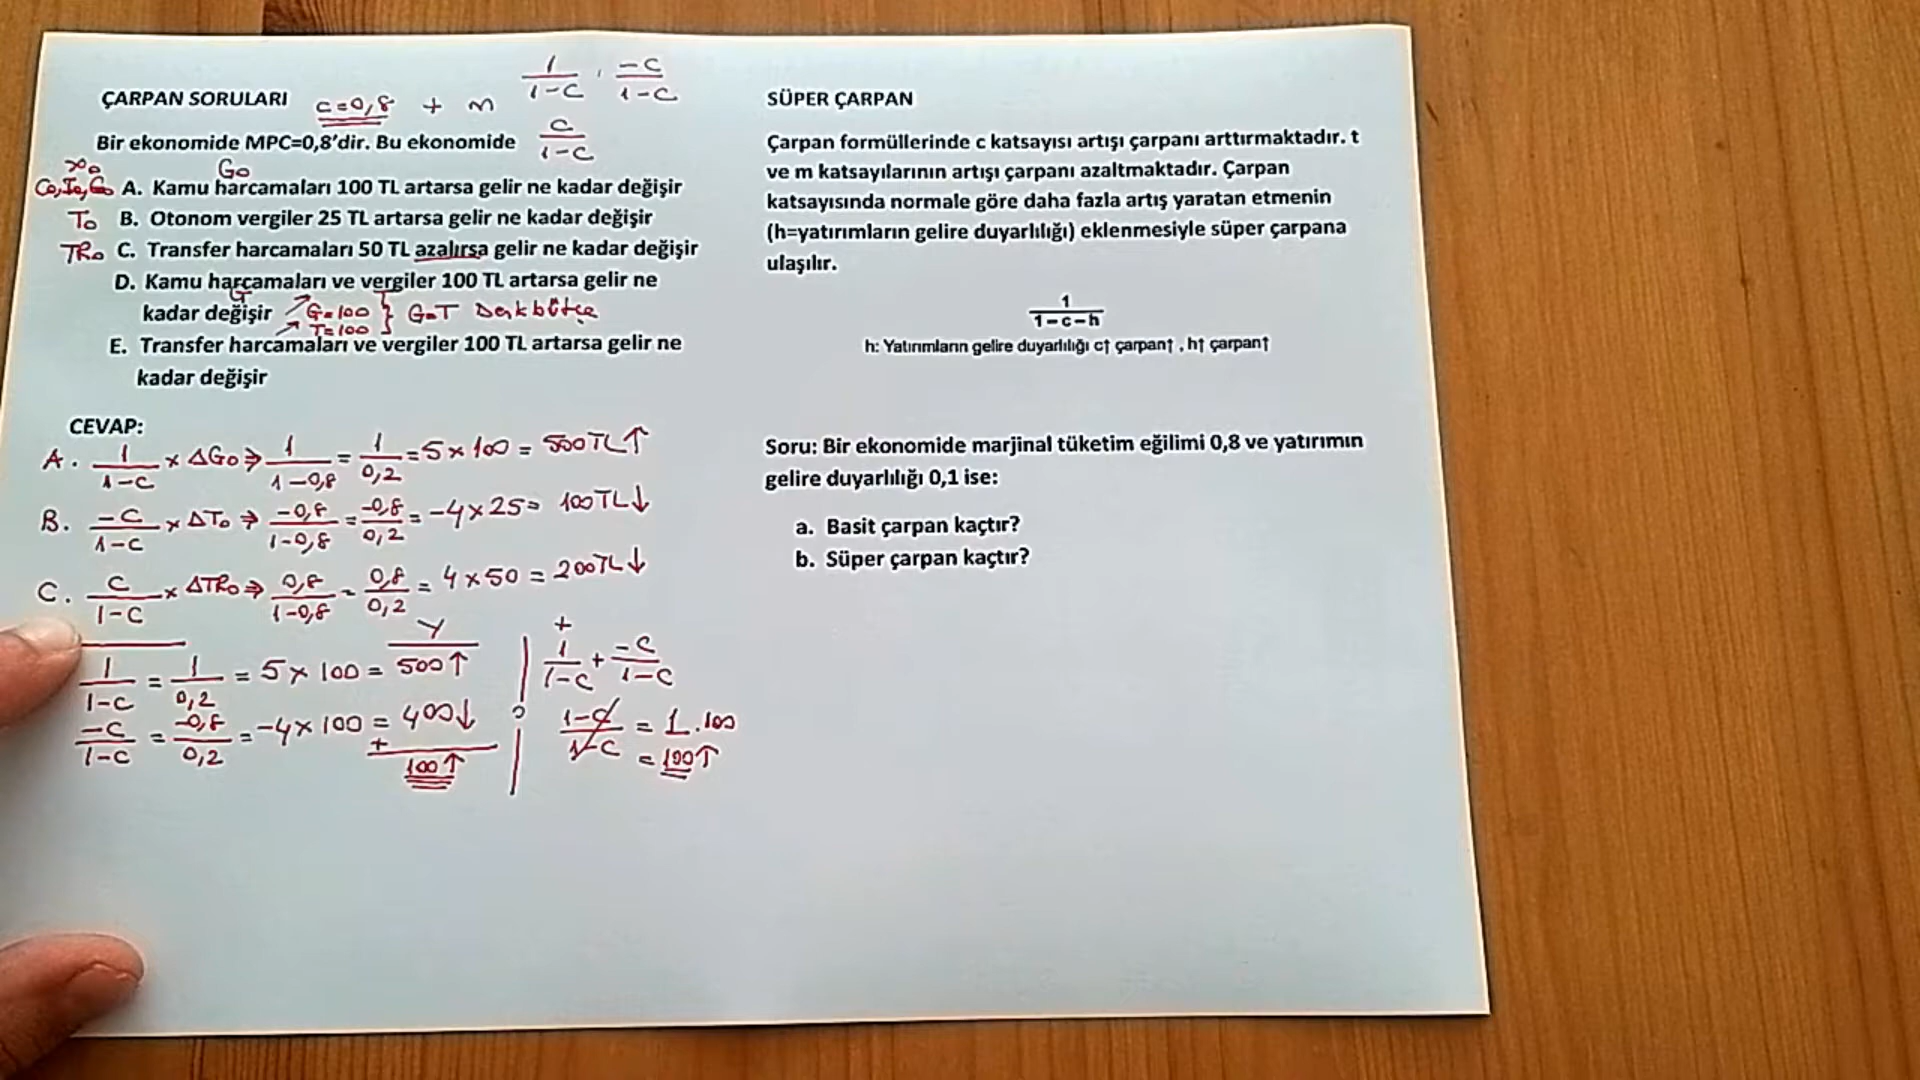 ÇARPAN SORULARI c=0,8 + m 1/1-c , -c/1-c
Bir ekonomide MPC=0,8'dir. Bu ekonomide c/1-c
Go
Co,Io,Go A. Kamu harcamaları 100 TL artarsa gelir ne kadar değişir
To B. Otonom vergiler 25 TL artarsa gelir ne kadar değişir
TRo C. Transfer harcamaları 50 TL azalırsa gelir ne kadar değişir
D. Kamu harcamaları ve vergiler 100 TL artarsa gelir ne
kadar değişir G=100 } G=T Denk bütçe
T=100
E. Transfer harcamaları ve vergiler 100 TL artarsa gelir ne
kadar değişir
CEVAP:
A. 1/1-c x ΔGo ⇒ 1/1-0,8 = 1/0,2 = 5 x 100 = 500 TL ↑
B. -c/1-c x ΔTo ⇒ -0,8/1-0,8 = -0,8/0,2 = -4 x 25 = 100 TL ↓
C. c/1-c x ΔTRo ⇒ 0,8/1-0,8 = 0,8/0,2 = 4 x 50 = 200 TL ↓
Y
1/1-c = 1/0,2 = 5 x 100 = 500 ↑
-c/1-c = -0,8/0,2 = -4 x 100 = 400 ↓
+
100 ↑
+
1/1-c + -c/1-c
1-c/1-c = 1.100
= 100 ↑
SÜPER ÇARPAN
Çarpan formüllerinde c katsayısı artışı çarpanı arttırmaktadır. t
ve m katsayılarının artışı çarpanı azaltmaktadır. Çarpan
katsayısında normale göre daha fazla artış yaratan etmenin
(h=yatırımların gelire duyarlılığı) eklenmesiyle süper çarpana
ulaşılır.
1/1-c-h
h: Yatırımların gelire duyarlılığı c↑ çarpan↑ , h↑ çarpan↑
Soru: Bir ekonomide marjinal tüketim eğilimi 0,8 ve yatırımın
gelire duyarlılığı 0,1 ise:
a. Basit çarpan kaçtır?
b. Süper çarpan kaçtır?